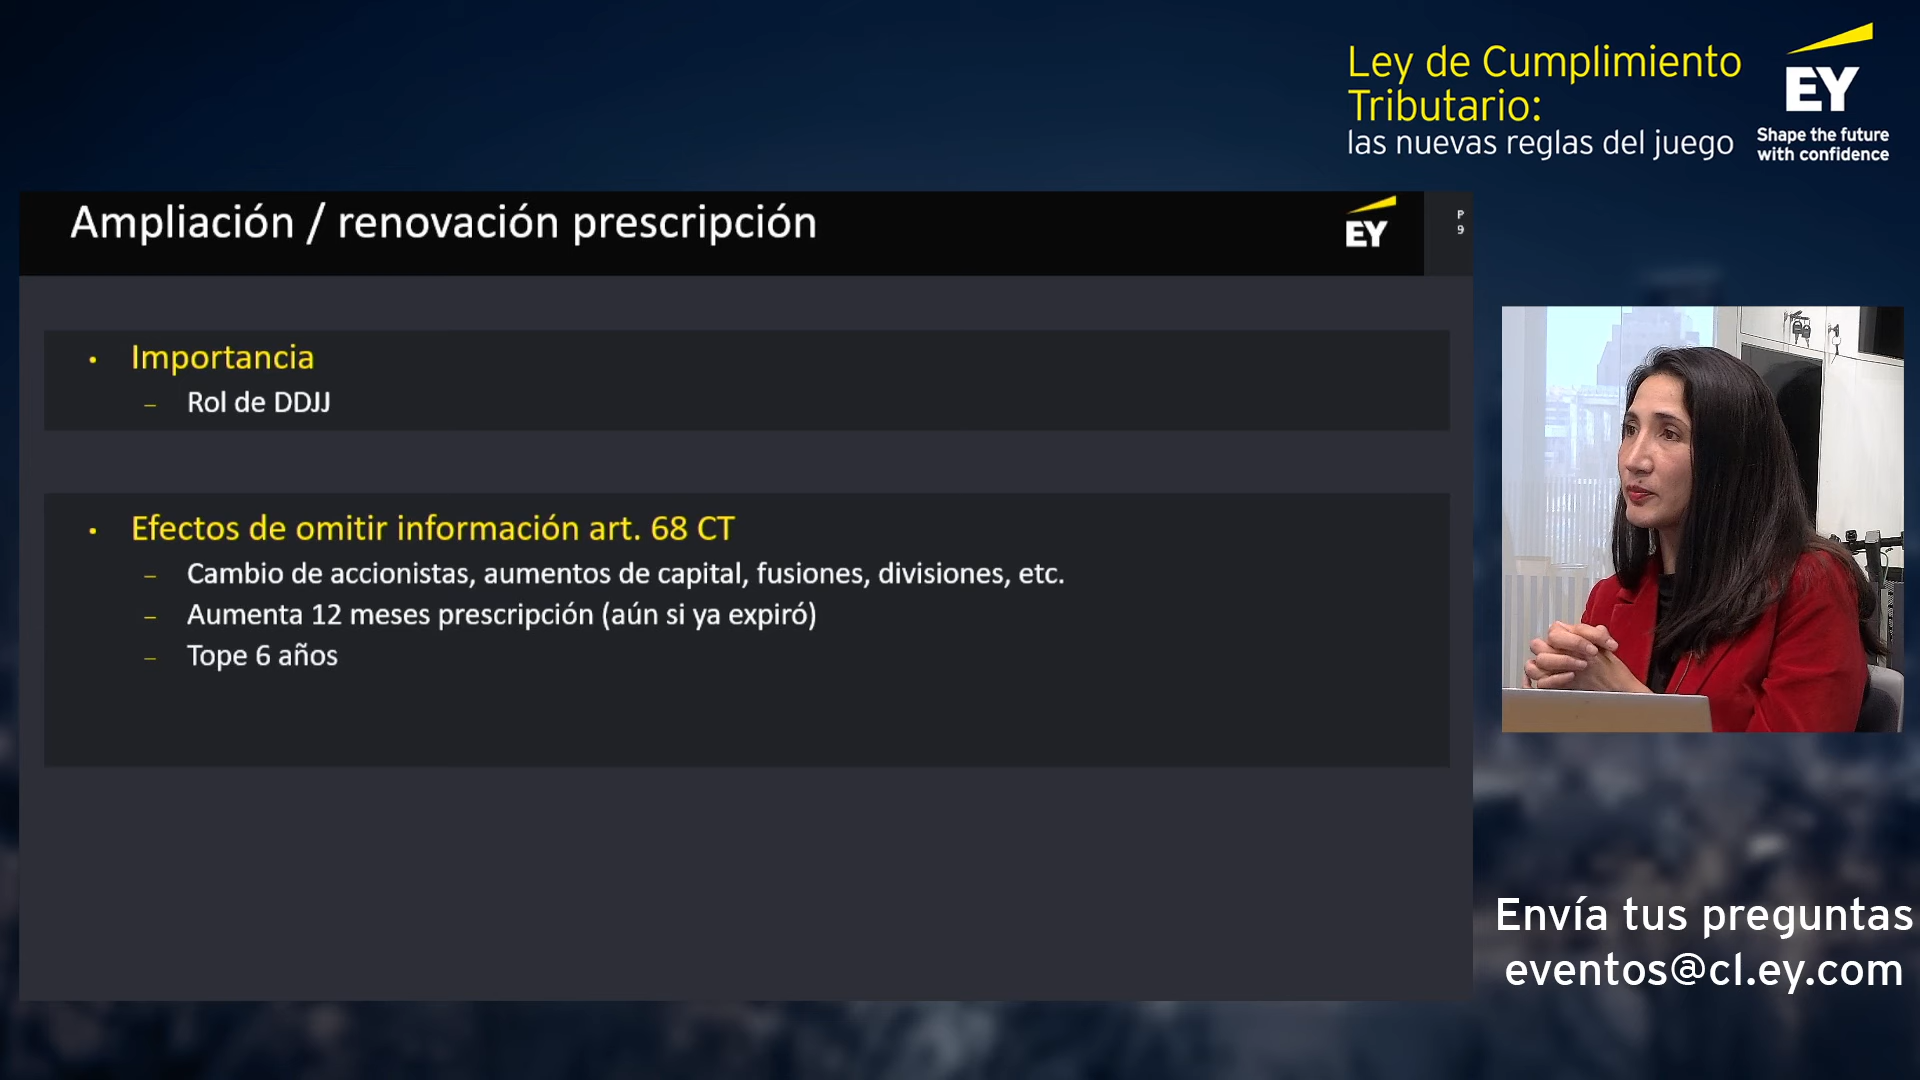 Ley de Cumplimiento
Tributario:
las nuevas reglas del juego
EY
Shape the future
with confidence
Ampliación / renovación prescripción
EY
P
9
• Importancia
– Rol de DDJJ
• Efectos de omitir información art. 68 CT
– Cambio de accionistas, aumentos de capital, fusiones, divisiones, etc.
– Aumenta 12 meses prescripción (aún si ya expiró)
– Tope 6 años
Envía tus preguntas
eventos@cl.ey.com